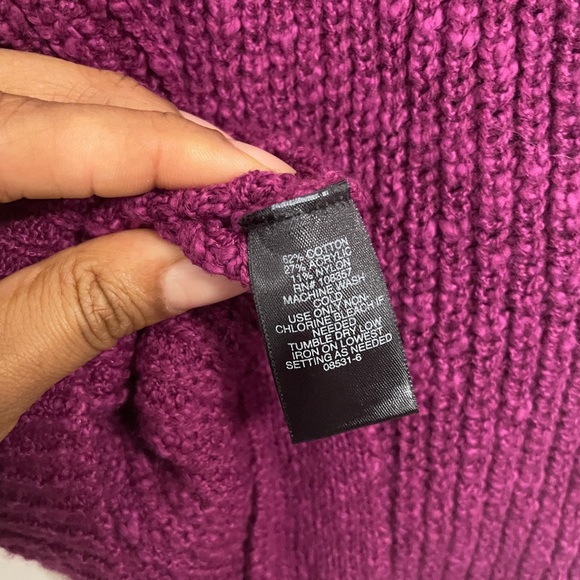 62% COTTON
27% ACRYLIC
11% NYLON
RN# 103357
MACHINE WASH
COLD
USE ONLY NON
CHLORINE BLEACH IF
NEEDED
TUMBLE DRY LOW
IRON ON LOWEST
SETTING AS NEEDED
08531-6